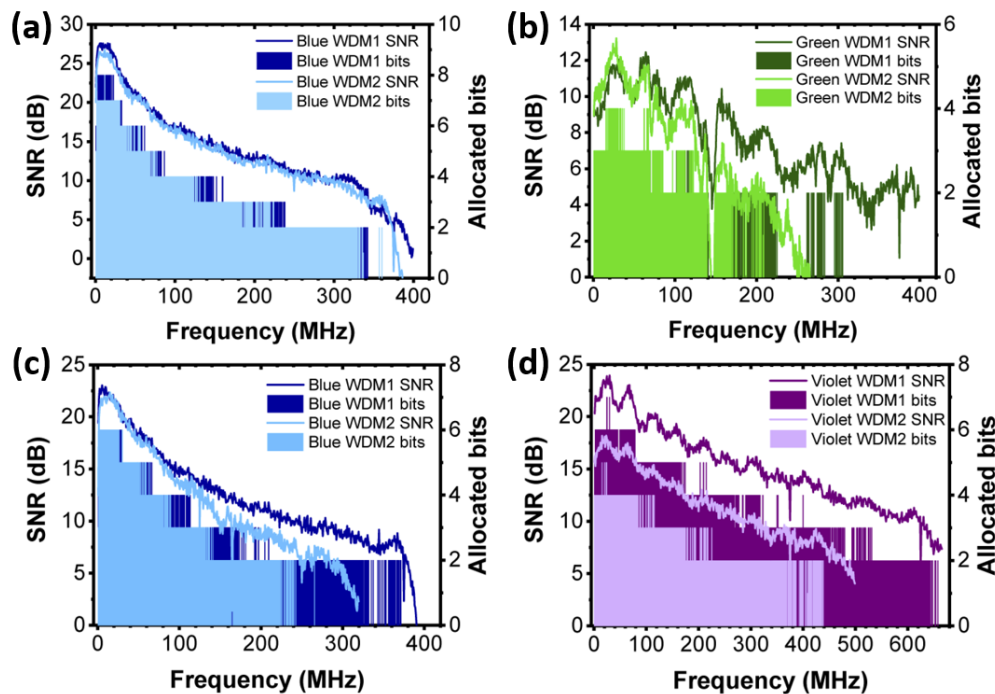 (a)
30
25
20
15
10
5
0
SNR (dB)
Blue WDM1 SNR
Blue WDM1 bits
Blue WDM2 SNR
Blue WDM2 bits
10
8
6
4
2
0
Allocated bits
0 100 200 300 400
Frequency (MHz)
(b)
14
12
10
8
6
4
2
0
SNR (dB)
Green WDM1 SNR
Green WDM1 bits
Green WDM2 SNR
Green WDM2 bits
6
4
2
0
Allocated bits
0 100 200 300 400
Frequency (MHz)
(c)
25
20
15
10
5
0
SNR (dB)
Blue WDM1 SNR
Blue WDM1 bits
Blue WDM2 SNR
Blue WDM2 bits
8
6
4
2
0
Allocated bits
0 100 200 300 400
Frequency (MHz)
(d)
25
20
15
10
5
0
SNR (dB)
Violet WDM1 SNR
Violet WDM1 bits
Violet WDM2 SNR
Violet WDM2 bits
8
6
4
2
0
Allocated bits
0 100 200 300 400 500 600
Frequency (MHz)